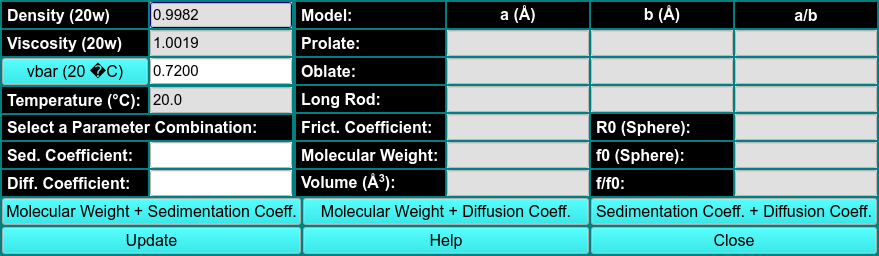 Density (20w) 0.9982 Model: a (Å) b (Å) a/b
Viscosity (20w) 1.0019 Prolate:
vbar (20 �C) 0.7200 Oblate:
Temperature (°C): 20.0 Long Rod:
Select a Parameter Combination: Frict. Coefficient: R0 (Sphere):
Sed. Coefficient: Molecular Weight: f0 (Sphere):
Diff. Coefficient: Volume (Å³): f/f0:
Molecular Weight + Sedimentation Coeff. Molecular Weight + Diffusion Coeff. Sedimentation Coeff. + Diffusion Coeff.
Update Help Close